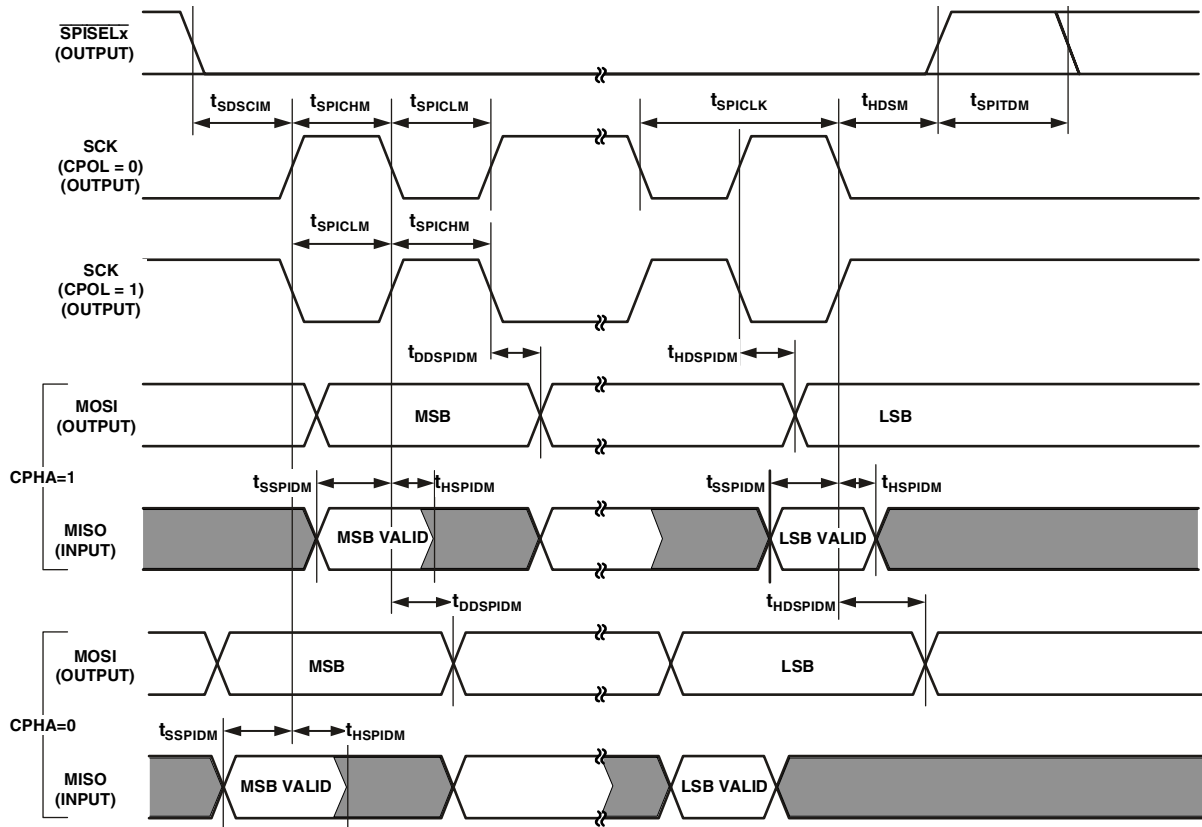 SPISELx
(OUTPUT)
tSDSCIM tSPICHM tSPICLM tSPICLK tHDSM tSPITDM
SCK
(CPOL = 0)
(OUTPUT)
tSPICLM tSPICHM
SCK
(CPOL = 1)
(OUTPUT)
tDDSPIDM tHDSPIDM
MOSI
(OUTPUT)
MSB LSB
CPHA=1
tSSPIDM tHSPIDM tSSPIDM tHSPIDM
MISO
(INPUT)
MSB VALID LSB VALID
tDDSPIDM tHDSPIDM
MOSI
(OUTPUT)
MSB LSB
CPHA=0
tSSPIDM tHSPIDM
MISO
(INPUT)
MSB VALID LSB VALID